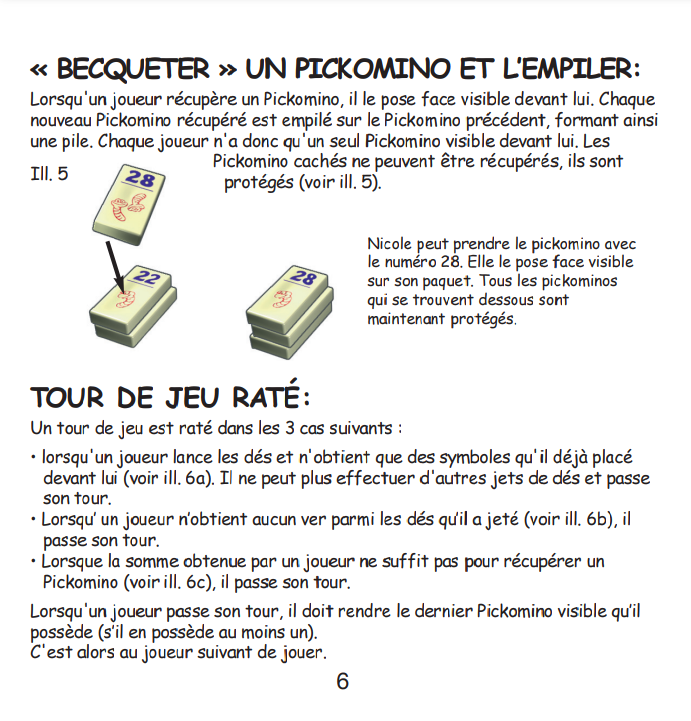 « BECQUETER » UN PICKOMINO ET L'EMPILER:
Lorsqu'un joueur récupère un Pickomino, il le pose face visible devant lui. Chaque
nouveau Pickomino récupéré est empilé sur le Pickomino précédent, formant ainsi
une pile. Chaque joueur n'a donc qu'un seul Pickomino visible devant lui. Les
Pickomino cachés ne peuvent être récupérés, ils sont
protégés (voir ill. 5).
Ill. 5
28
22
28
Nicole peut prendre le pickomino avec
le numéro 28. Elle le pose face visible
sur son paquet. Tous les pickominos
qui se trouvent dessous sont
maintenant protégés.
TOUR DE JEU RATÉ:
Un tour de jeu est raté dans les 3 cas suivants :
• lorsqu'un joueur lance les dés et n'obtient que des symboles qu'il déjà placé
devant lui (voir ill. 6a). Il ne peut plus effectuer d'autres jets de dés et passe
son tour.
• Lorsqu' un joueur n'obtient aucun ver parmi les dés qu'il a jeté (voir ill. 6b), il
passe son tour.
• Lorsque la somme obtenue par un joueur ne suffit pas pour récupérer un
Pickomino (voir ill. 6c), il passe son tour.
Lorsqu'un joueur passe son tour, il doit rendre le dernier Pickomino visible qu'il
possède (s'il en possède au moins un).
C'est alors au joueur suivant de jouer.
6